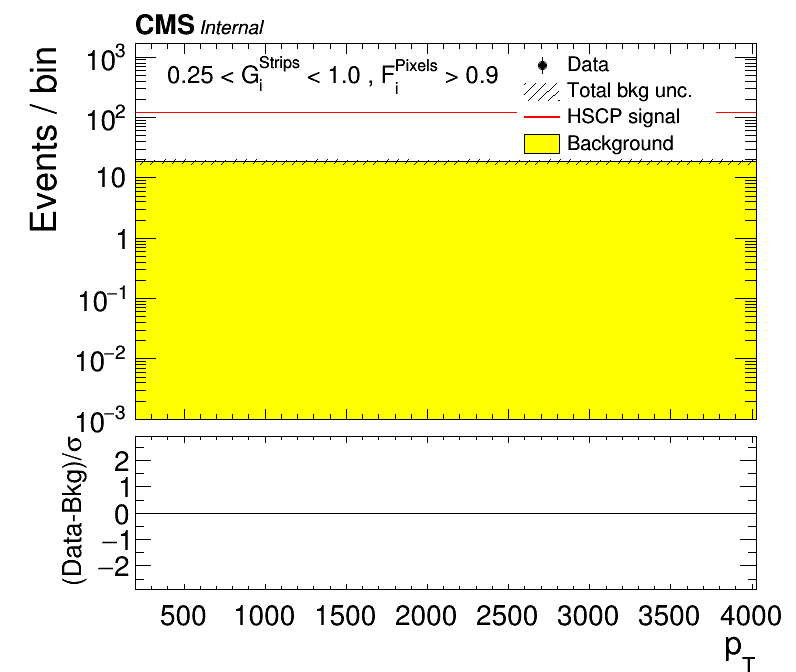 CMS Internal
0.25 < G_i^Strips < 1.0 , F_i^Pixels > 0.9
Data
Total bkg unc.
HSCP signal
Background
Events / bin
10^3
10^2
10
1
10^−1
10^−2
10^−3
(Data-Bkg)/σ
2
1
0
−1
−2
500 1000 1500 2000 2500 3000 3500 4000
p_T